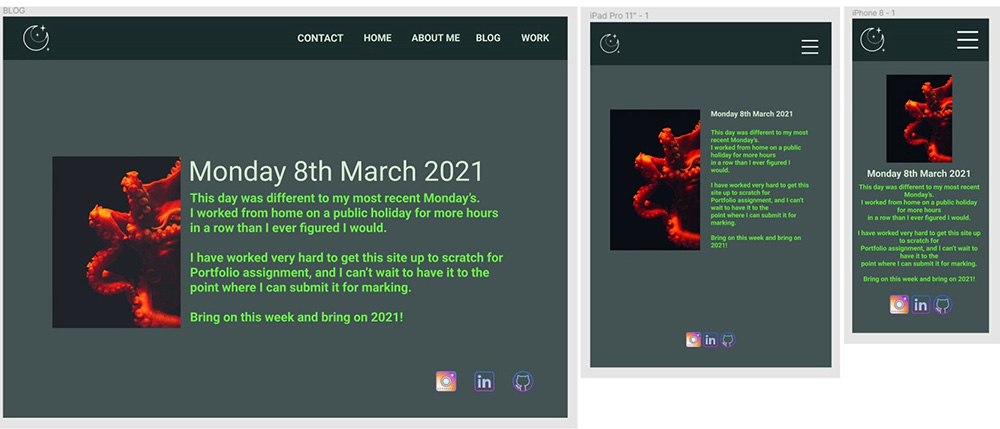 BLOG
CONTACT HOME ABOUT ME BLOG WORK
Monday 8th March 2021
This day was different to my most recent Monday's.
I worked from home on a public holiday for more hours
in a row than I ever figured I would.
I have worked very hard to get this site up to scratch for
Portfolio assignment, and I can't wait to have it to the
point where I can submit it for marking.
Bring on this week and bring on 2021!
in
iPad Pro 11" - 1
Monday 8th March 2021
This day was different to my most
recent Monday's.
I worked from home on a public
holiday for more hours
in a row than I ever figured I
would.
I have worked very hard to get this
site up to scratch for
Portfolio assignment, and I can't
wait to have it to the
point where I can submit it for
marking.
Bring on this week and bring on
2021!
in
iPhone 8 - 1
Monday 8th March 2021
This day was different to my most recent
Monday's.
I worked from home on a public holiday
for more hours
in a row than I ever figured I would.
I have worked very hard to get this site up
to scratch for
Portfolio assignment, and I can't wait to
have it to the
point where I can submit it for marking.
Bring on this week and bring on 2021!
in